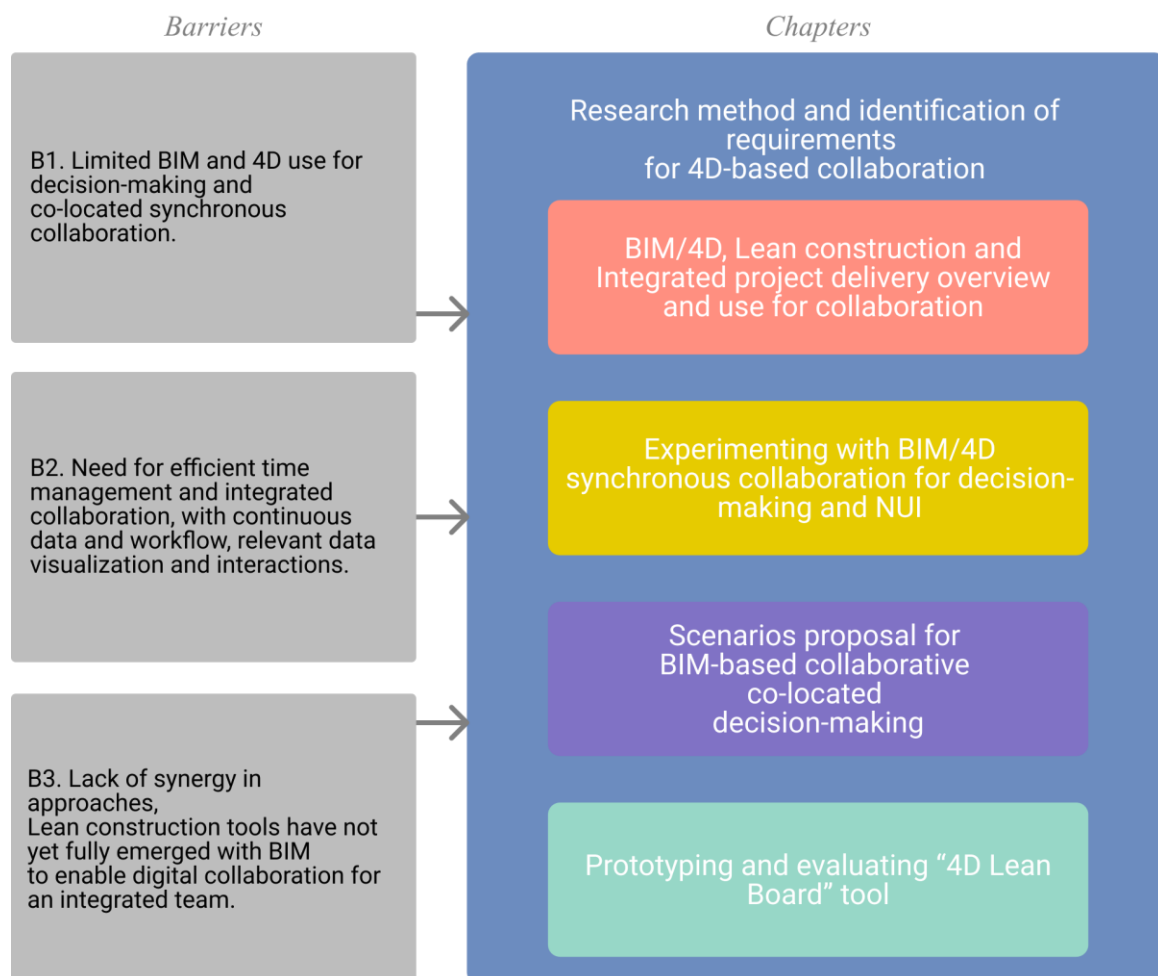 Barriers
Chapters
B1. Limited BIM and 4D use for
decision-making and
co-located synchronous
collaboration.
B2. Need for efficient time
management and integrated
collaboration, with continuous
data and workflow, relevant data
visualization and interactions.
B3. Lack of synergy in
approaches,
Lean construction tools have not
yet fully emerged with BIM
to enable digital collaboration for
an integrated team.
Research method and identification of
requirements
for 4D-based collaboration
BIM/4D, Lean construction and
Integrated project delivery overview
and use for collaboration
Experimenting with BIM/4D
synchronous collaboration for decision-
making and NUI
Scenarios proposal for
BIM-based collaborative
co-located
decision-making
Prototyping and evaluating “4D Lean
Board” tool